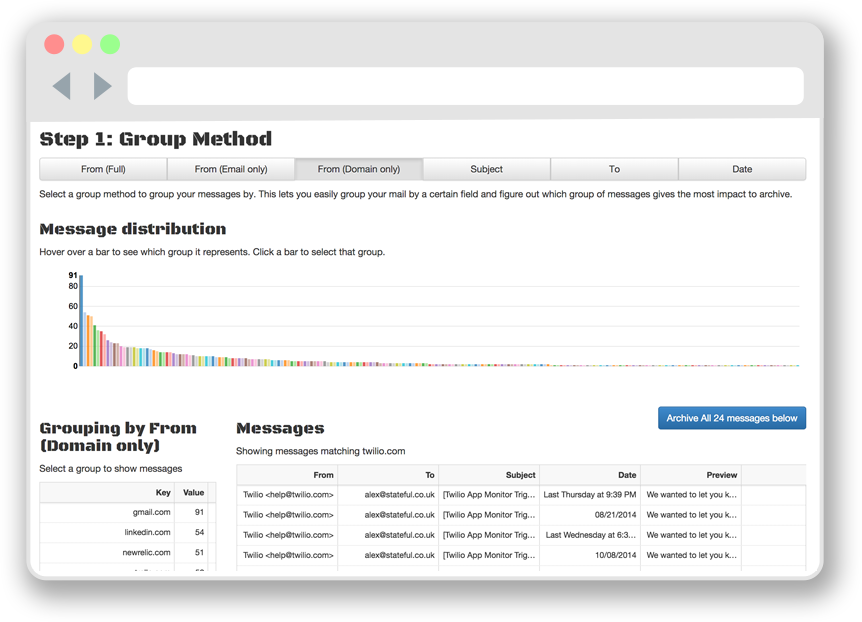 Step 1: Group Method
From (Full) From (Email only) From (Domain only) Subject To Date
Select a group method to group your messages by. This lets you easily group your mail by a certain field and figure out which group of messages gives the most impact to archive.
Message distribution
Hover over a bar to see which group it represents. Click a bar to select that group.
91
80
60
40
20
0
Archive All 24 messages below
Grouping by From
(Domain only)
Select a group to show messages
Key Value
gmail.com 91
linkedin.com 54
newrelic.com 51
Messages
Showing messages matching twilio.com
From To Subject Date Preview
Twilio <help@twilio.com> alex@stateful.co.uk [Twilio App Monitor Trig... Last Thursday at 9:39 PM We wanted to let you k...
Twilio <help@twilio.com> alex@stateful.co.uk [Twilio App Monitor Trig... 08/21/2014 We wanted to let you k...
Twilio <help@twilio.com> alex@stateful.co.uk [Twilio App Monitor Trig... Last Wednesday at 6:3... We wanted to let you k...
Twilio <help@twilio.com> alex@stateful.co.uk [Twilio App Monitor Trig... 10/08/2014 We wanted to let you k...